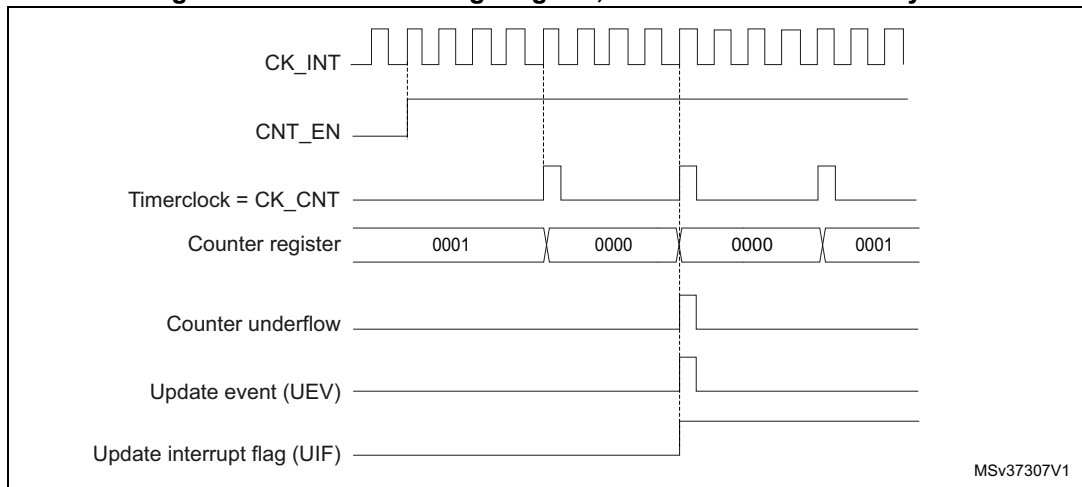 CK_INT
CNT_EN
Timerclock = CK_CNT
Counter register 0001 0000 0000 0001
Counter underflow
Update event (UEV)
Update interrupt flag (UIF)
MSv37307V1